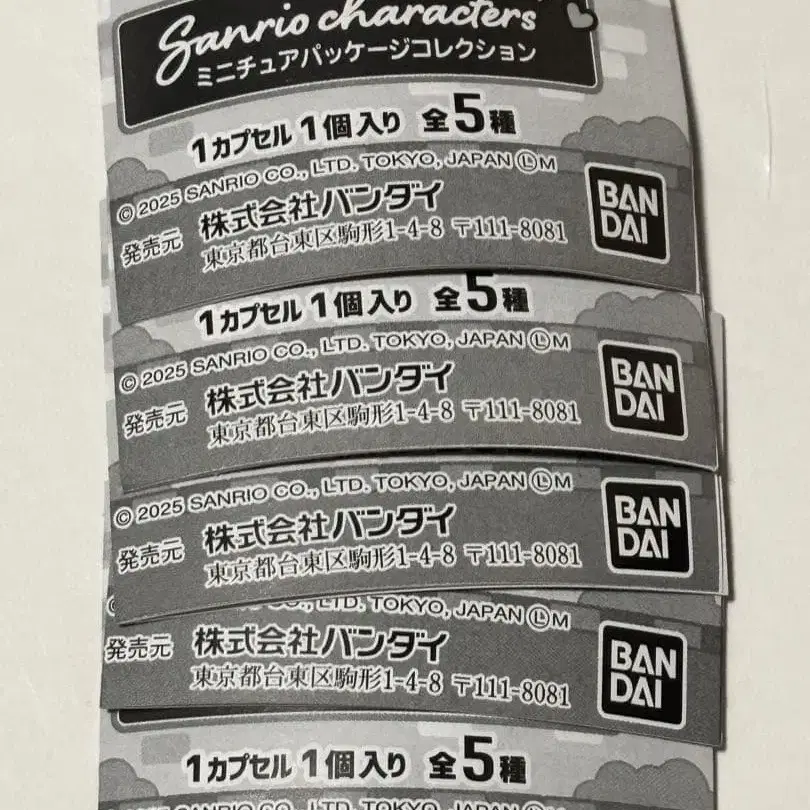 Sanrio characters
ミニチュアパッケージコレクション
1カプセル1個入り 全5種
© 2025 SANRIO CO., LTD. TOKYO, JAPAN Ⓛ M
発売元 株式会社バンダイ
東京都台東区駒形1-4-8 〒111-8081
BAN
DAI
1カプセル1個入り 全5種
© 2025 SANRIO CO., LTD. TOKYO, JAPAN Ⓛ M
発売元 株式会社バンダイ
東京都台東区駒形1-4-8 〒111-8081
BAN
DAI
© 2025 SANRIO CO., LTD. TOKYO, JAPAN Ⓛ M
発売元 株式会社バンダイ
東京都台東区駒形1-4-8 〒111-8081
BAN
DAI
TOKYO, JAPAN Ⓛ M
発売元 株式会社バンダイ
東京都台東区駒形1-4-8 〒111-8081
BAN
DAI
1カプセル1個入り 全5種